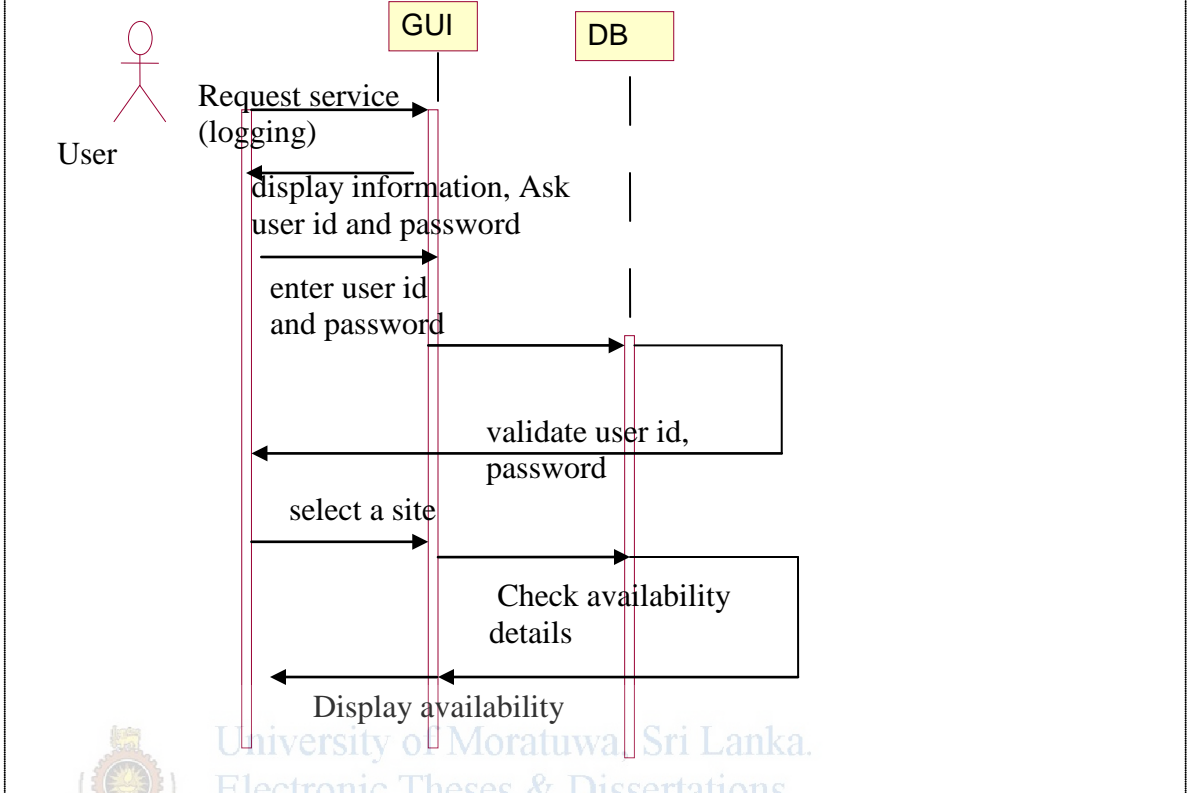 GUI
DB
Request service
(logging)
User
display information, Ask
user id and password
enter user id
and password
validate user id,
password
select a site
Check availability
details
Display availability
University of Moratuwa, Sri Lanka.
Electronic Theses & Dissertations